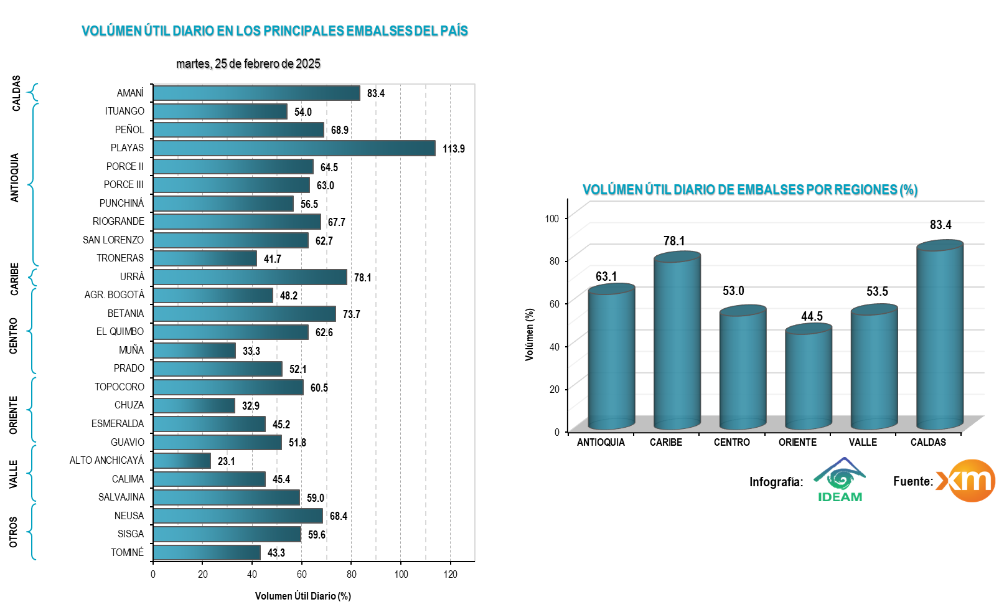 VOLÚMEN ÚTIL DIARIO EN LOS PRINCIPALES EMBALSES DEL PAÍS
martes, 25 de febrero de 2025
CALDAS
ANTIOQUIA
CARIBE
CENTRO
ORIENTE
VALLE
OTROS
AMANÍ 83.4
ITUANGO 54.0
PEÑOL 68.9
PLAYAS 113.9
PORCE II 64.5
PORCE III 63.0
PUNCHINÁ 56.5
RIOGRANDE 67.7
SAN LORENZO 62.7
TRONERAS 41.7
URRÁ 78.1
AGR. BOGOTÁ 48.2
BETANIA 73.7
EL QUIMBO 62.6
MUÑA 33.3
PRADO 52.1
TOPOCORO 60.5
CHUZA 32.9
ESMERALDA 45.2
GUAVIO 51.8
ALTO ANCHICAYÁ 23.1
CALIMA 45.4
SALVAJINA 59.0
NEUSA 68.4
SISGA 59.6
TOMINÉ 43.3
0 20 40 60 80 100 120
Volumen Útil Diario (%)
VOLÚMEN ÚTIL DIARIO DE EMBALSES POR REGIONES (%)
Volúmen (%)
100
80
60
40
20
0
63.1
78.1
53.0
44.5
53.5
83.4
ANTIOQUIA CARIBE CENTRO ORIENTE VALLE CALDAS
Infografía:
IDEAM
Fuente:
xm